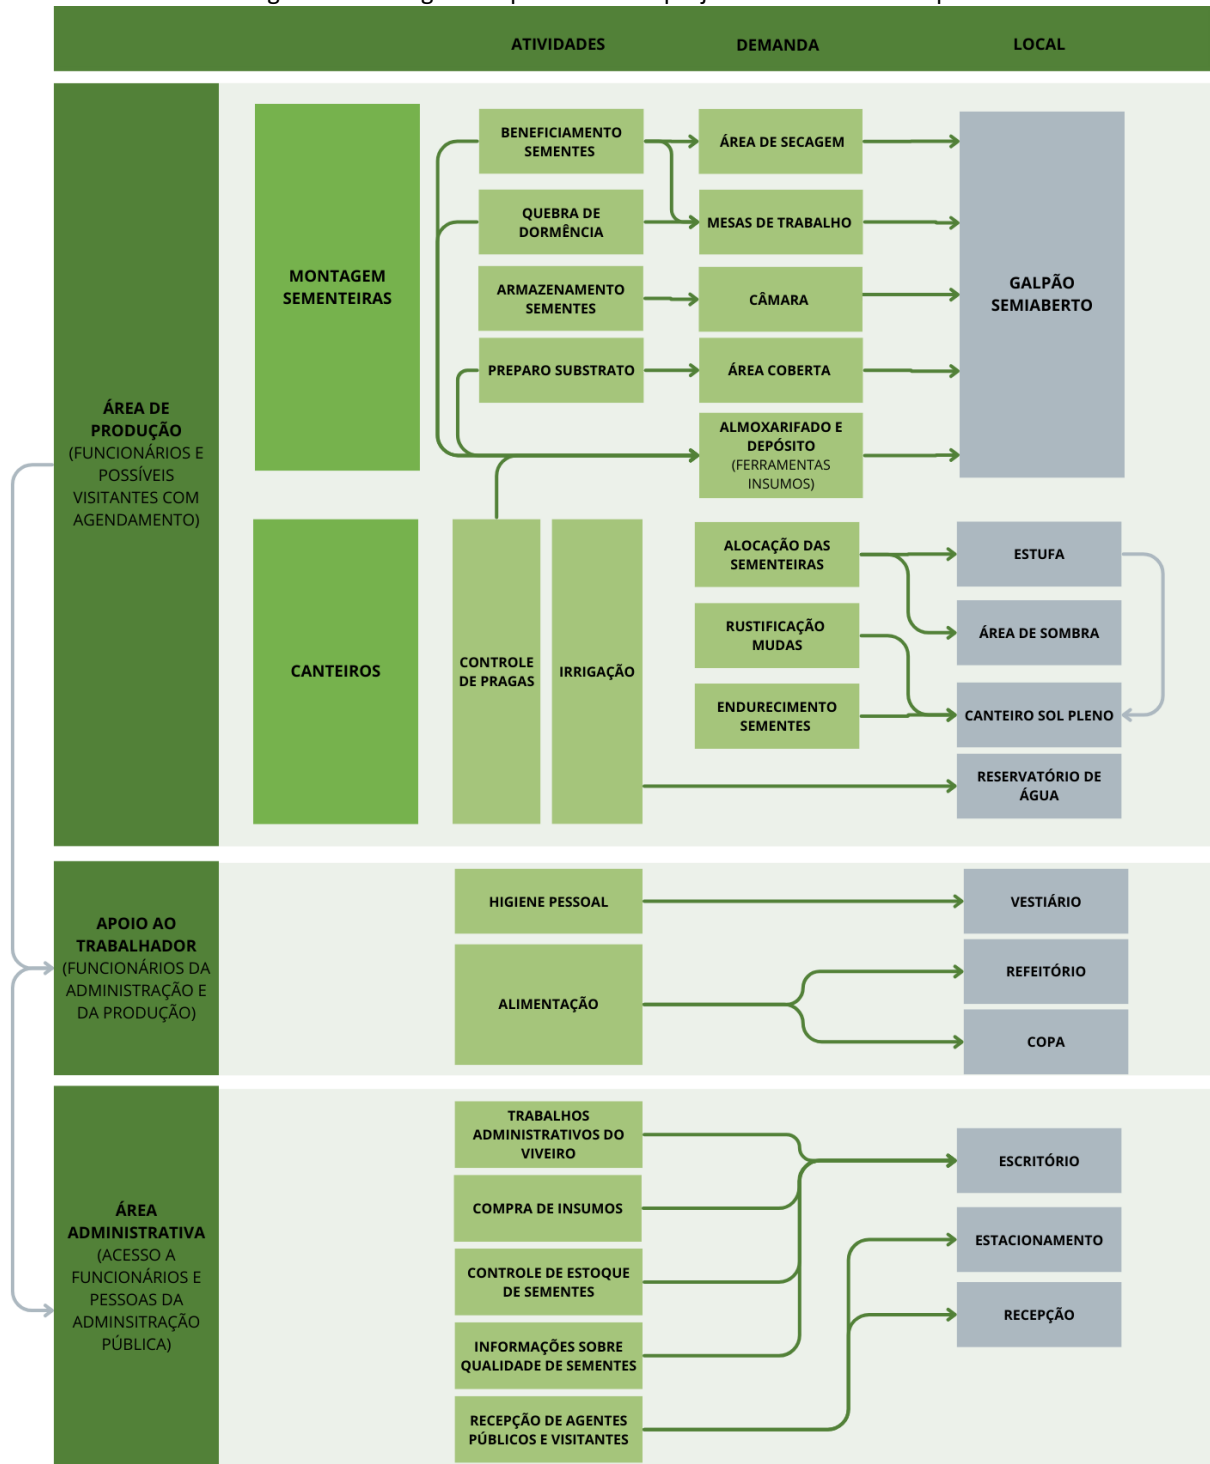 ATIVIDADES
DEMANDA
LOCAL
ÁREA DE
PRODUÇÃO
(FUNCIONÁRIOS E
POSSÍVEIS
VISITANTES COM
AGENDAMENTO)
MONTAGEM
SEMENTEIRAS
BENEFICIAMENTO
SEMENTES
QUEBRA DE
DORMÊNCIA
ARMAZENAMENTO
SEMENTES
PREPARO SUBSTRATO
ÁREA DE SECAGEM
MESAS DE TRABALHO
CÂMARA
ÁREA COBERTA
ALMOXARIFADO E
DEPÓSITO
(FERRAMENTAS
INSUMOS)
GALPÃO
SEMIABERTO
CANTEIROS
CONTROLE
DE PRAGAS
IRRIGAÇÃO
ALOCAÇÃO DAS
SEMENTEIRAS
RUSTIFICAÇÃO
MUDAS
ENDURECIMENTO
SEMENTES
ESTUFA
ÁREA DE SOMBRA
CANTEIRO SOL PLENO
RESERVATÓRIO DE
ÁGUA
APOIO AO
TRABALHADOR
(FUNCIONÁRIOS DA
ADMINISTRAÇÃO E
DA PRODUÇÃO)
HIGIENE PESSOAL
ALIMENTAÇÃO
VESTIÁRIO
REFEITÓRIO
COPA
ÁREA
ADMINISTRATIVA
(ACESSO A
FUNCIONÁRIOS E
PESSOAS DA
ADMINSITRAÇÃO
PÚBLICA)
TRABALHOS
ADMINISTRATIVOS DO
VIVEIRO
COMPRA DE INSUMOS
CONTROLE DE ESTOQUE
DE SEMENTES
INFORMAÇÕES SOBRE
QUALIDADE DE SEMENTES
RECEPÇÃO DE AGENTES
PÚBLICOS E VISITANTES
ESCRITÓRIO
ESTACIONAMENTO
RECEPÇÃO